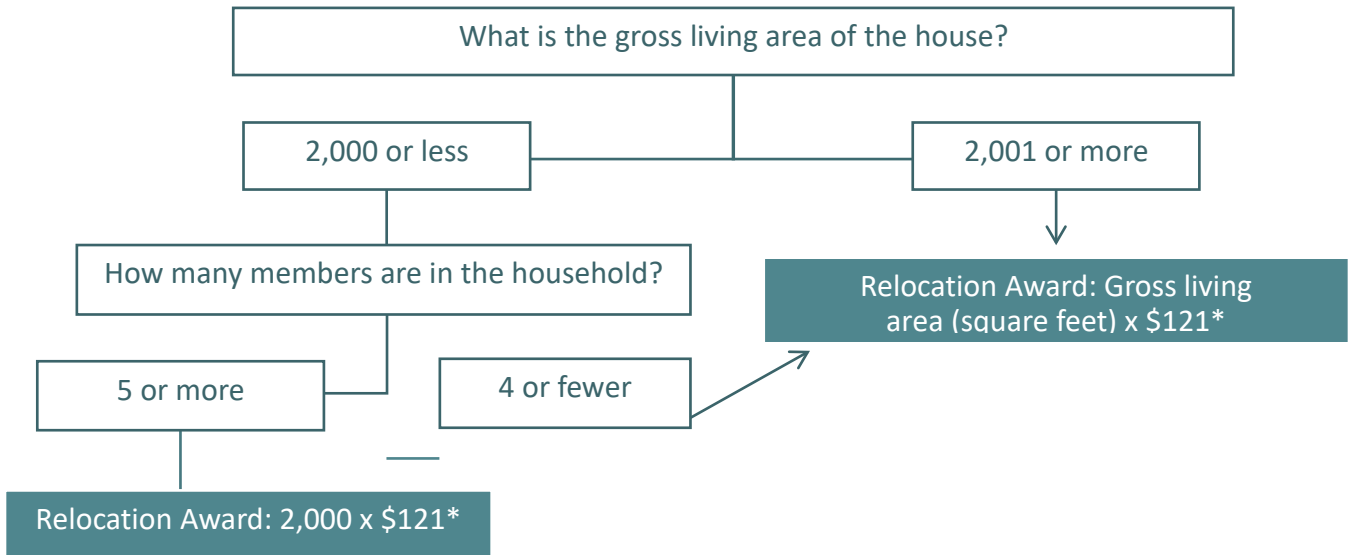 What is the gross living area of the house?
2,000 or less
2,001 or more
How many members are in the household?
Relocation Award: Gross living
area (square feet) x $121*
5 or more
4 or fewer
Relocation Award: 2,000 x $121*